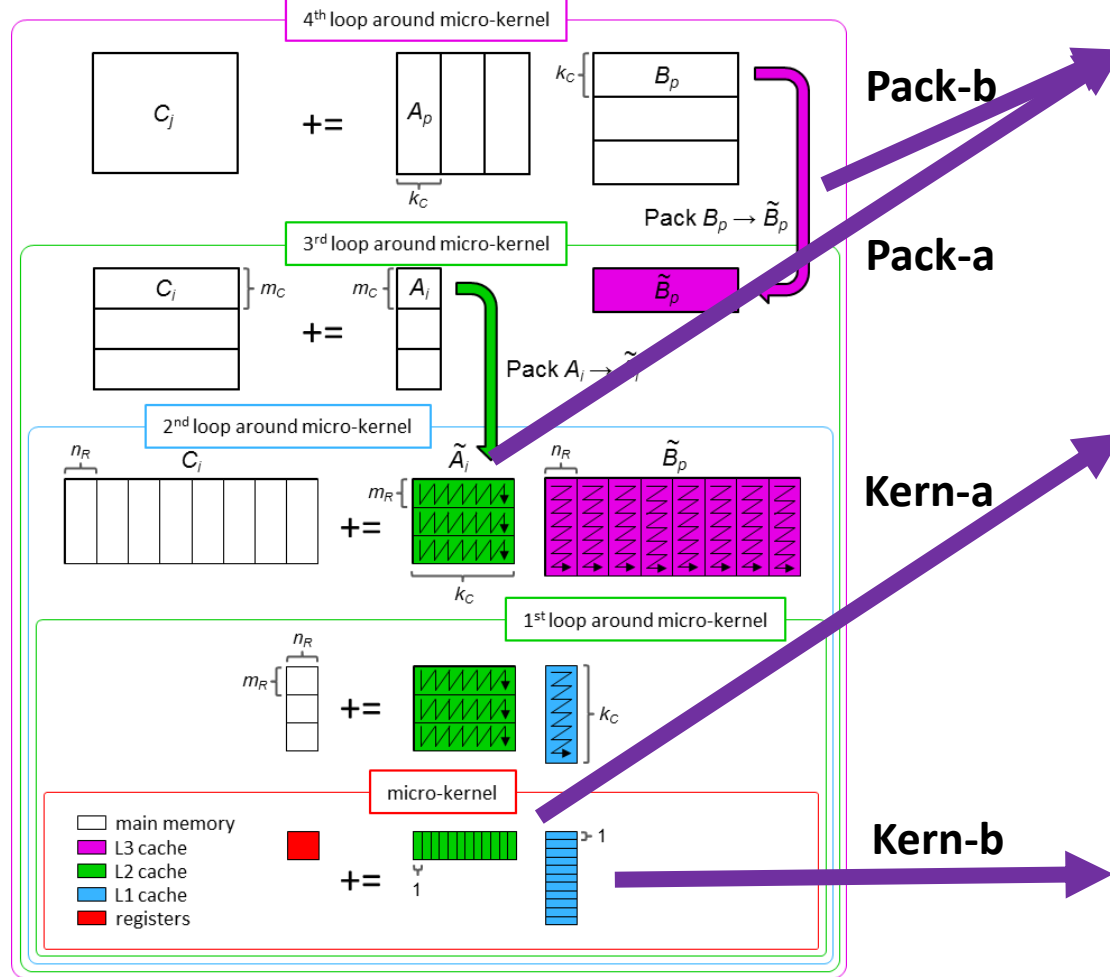 4th loop around micro-kernel
Cj
+=
Ap
kC
kC
Bp
Pack Bp → B̃p
Pack-b
3rd loop around micro-kernel
Ci
mC
+=
mC
Ai
B̃p
Pack-a
Pack Ai →
2nd loop around micro-kernel
nR
Ci
+=
mR
Ãi
kC
nR
B̃p
Kern-a
1st loop around micro-kernel
nR
mR
+=
kC
micro-kernel
main memory
L3 cache
L2 cache
L1 cache
registers
+=
1
1
Kern-b